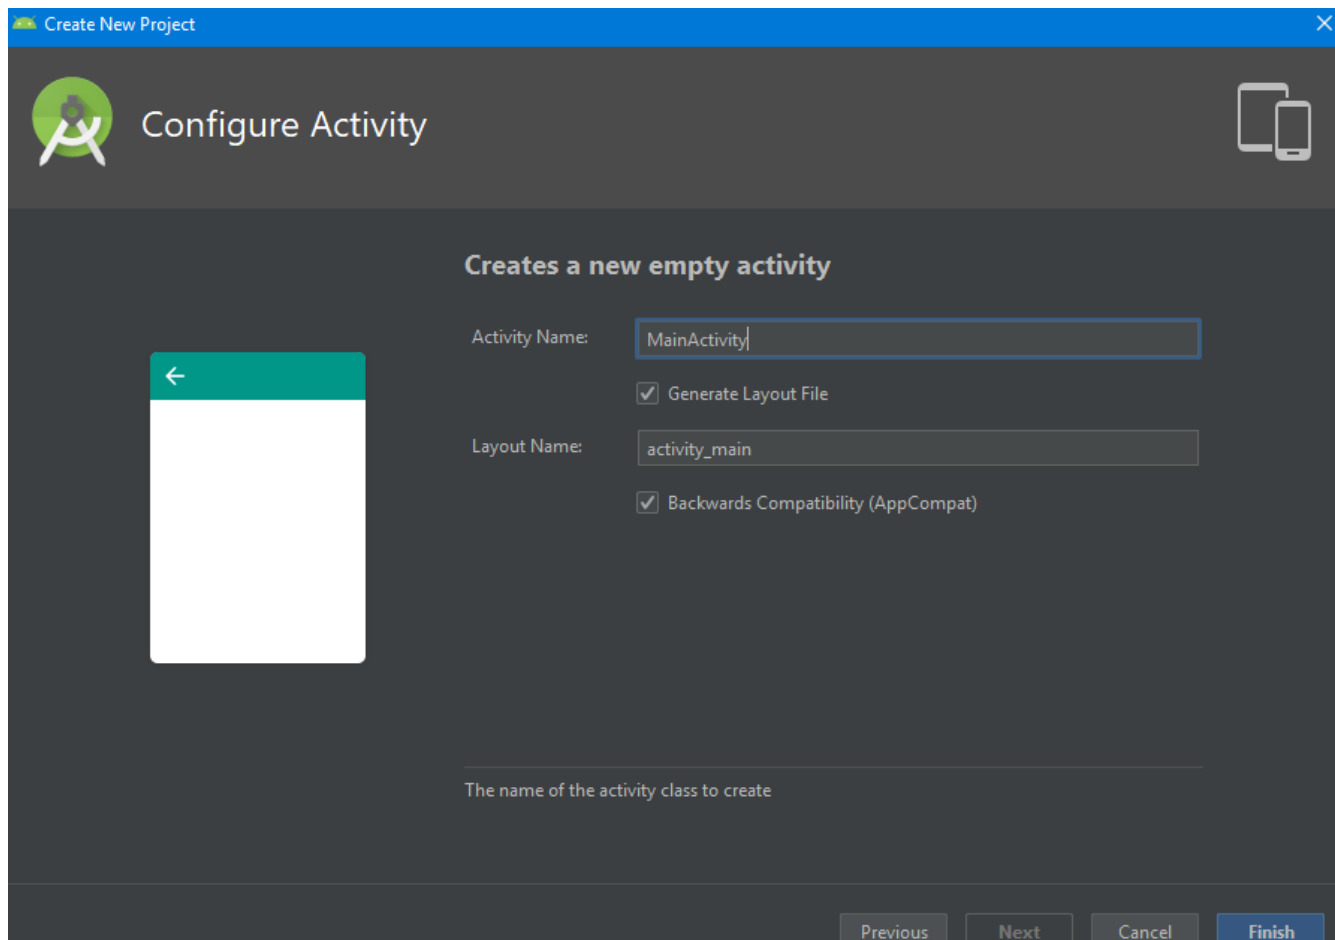 Create New Project
Configure Activity
Creates a new empty activity
Activity Name: MainActivity
Generate Layout File
Layout Name: activity_main
Backwards Compatibility (AppCompat)
The name of the activity class to create
Previous Next Cancel Finish